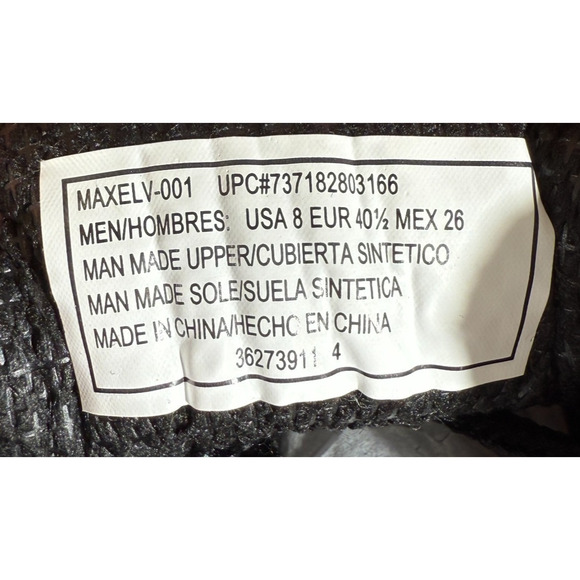 MAXELV-001 UPC#737182803166
MEN/HOMBRES: USA 8 EUR 40½ MEX 26
MAN MADE UPPER/CUBIERTA SINTETICO
MAN MADE SOLE/SUELA SINTETICA
MADE IN CHINA/HECHO EN CHINA
36273911 4